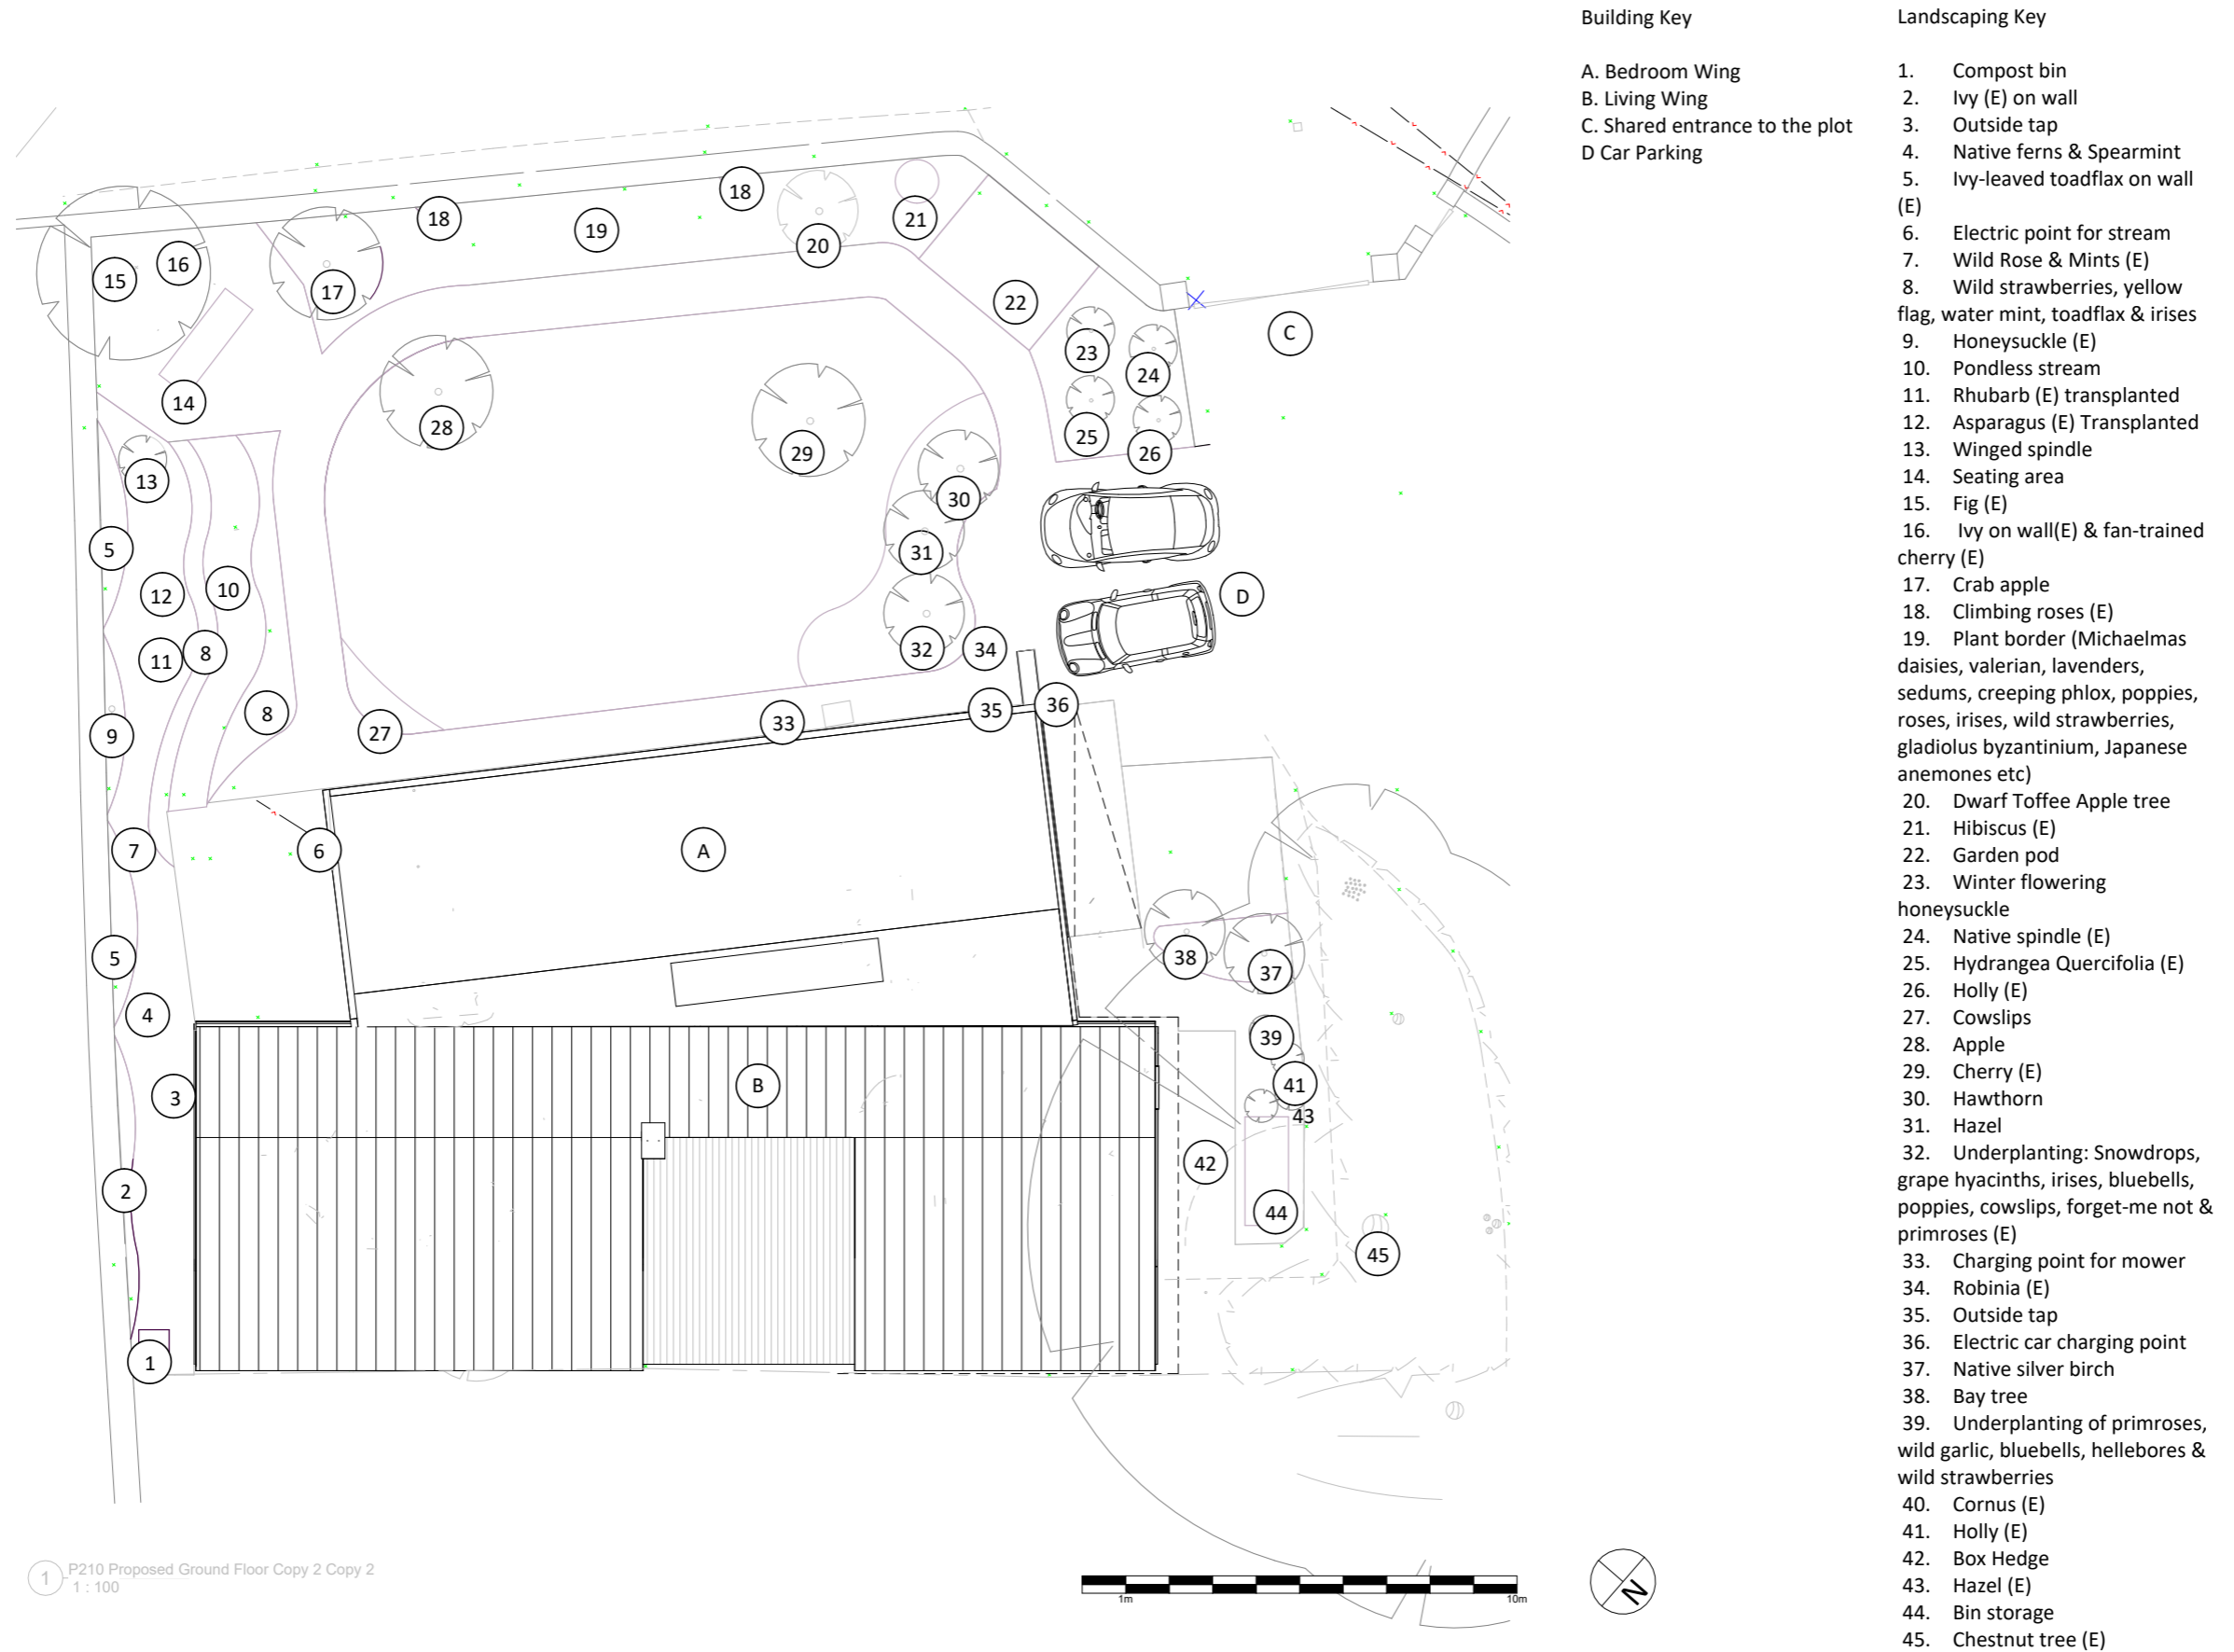 Building Key
A. Bedroom Wing
B. Living Wing
C. Shared entrance to the plot
D Car Parking
Landscaping Key
1. Compost bin
2. Ivy (E) on wall
3. Outside tap
4. Native ferns & Spearmint
5. Ivy-leaved toadflax on wall
(E)
6. Electric point for stream
7. Wild Rose & Mints (E)
8. Wild strawberries, yellow
flag, water mint, toadflax & irises
9. Honeysuckle (E)
10. Pondless stream
11. Rhubarb (E) transplanted
12. Asparagus (E) Transplanted
13. Winged spindle
14. Seating area
15. Fig (E)
16. Ivy on wall(E) & fan-trained
cherry (E)
17. Crab apple
18. Climbing roses (E)
19. Plant border (Michaelmas
daisies, valerian, lavenders,
sedums, creeping phlox, poppies,
roses, irises, wild strawberries,
gladiolus byzantinium, Japanese
anemones etc)
20. Dwarf Toffee Apple tree
21. Hibiscus (E)
22. Garden pod
23. Winter flowering
honeysuckle
24. Native spindle (E)
25. Hydrangea Quercifolia (E)
26. Holly (E)
27. Cowslips
28. Apple
29. Cherry (E)
30. Hawthorn
31. Hazel
32. Underplanting: Snowdrops,
grape hyacinths, irises, bluebells,
poppies, cowslips, forget-me not &
primroses (E)
33. Charging point for mower
34. Robinia (E)
35. Outside tap
36. Electric car charging point
37. Native silver birch
38. Bay tree
39. Underplanting of primroses,
wild garlic, bluebells, hellebores &
wild strawberries
40. Cornus (E)
41. Holly (E)
42. Box Hedge
43. Hazel (E)
44. Bin storage
45. Chestnut tree (E)
18
18
19
20
21
15
16
17
22
C
23
24
14
28
29
25
26
13
30
5
31
10
12
D
11
8
32
34
8
9
27
33
35
36
7
6
A
5
38
37
4
39
3
B
41
43
42
2
44
45
1
1
P210 Proposed Ground Floor Copy 2 Copy 2
1 : 100
1m
10m
N